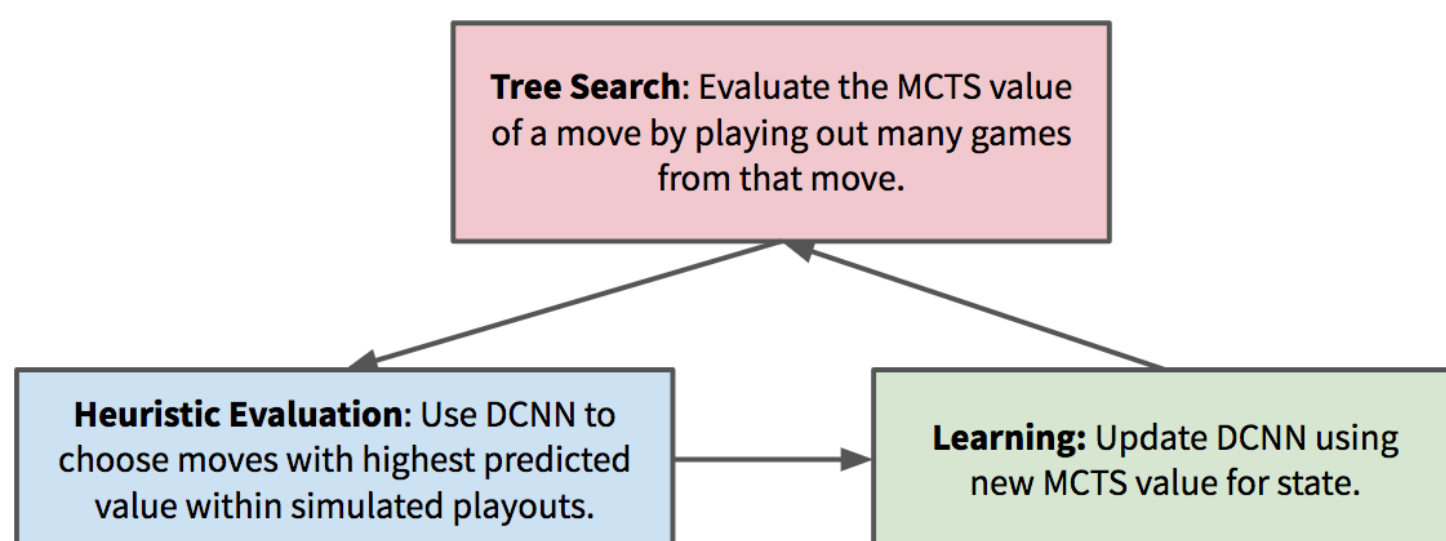 Tree Search: Evaluate the MCTS value
of a move by playing out many games
from that move.
Heuristic Evaluation: Use DCNN to
choose moves with highest predicted
value within simulated playouts.
Learning: Update DCNN using
new MCTS value for state.